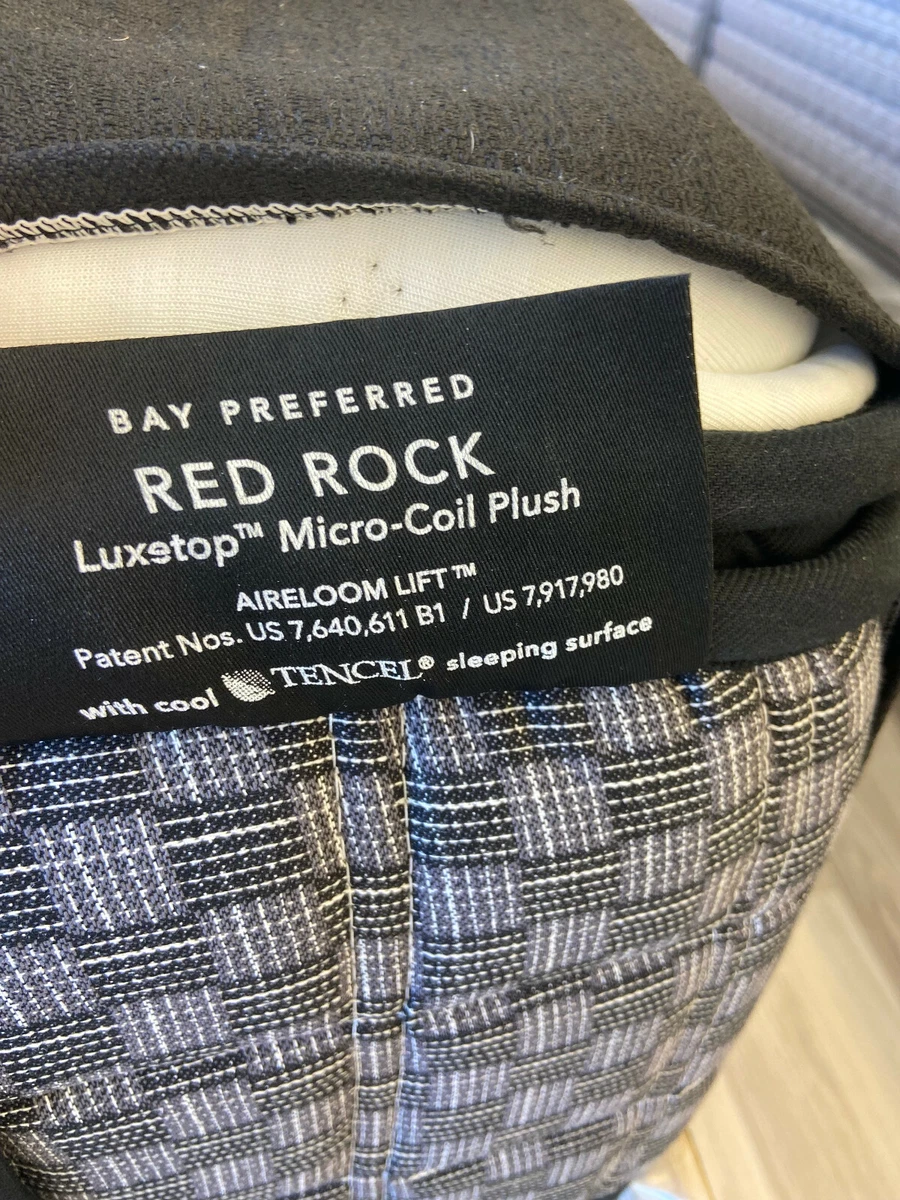 BAY PREFERRED
RED ROCK
Luxetop™ Micro-Coil Plush
AIRELOOM LIFT™
Patent Nos. US 7,640,611 B1 / US 7,917,980
with cool TENCEL® sleeping surface